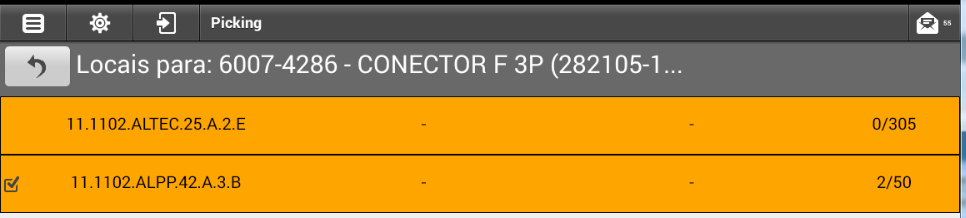 Picking 55
Locais para: 6007-4286 - CONECTOR F 3P (282105-1...
11.1102.ALTEC.25.A.2.E - - 0/305
11.1102.ALPP.42.A.3.B - - 2/50